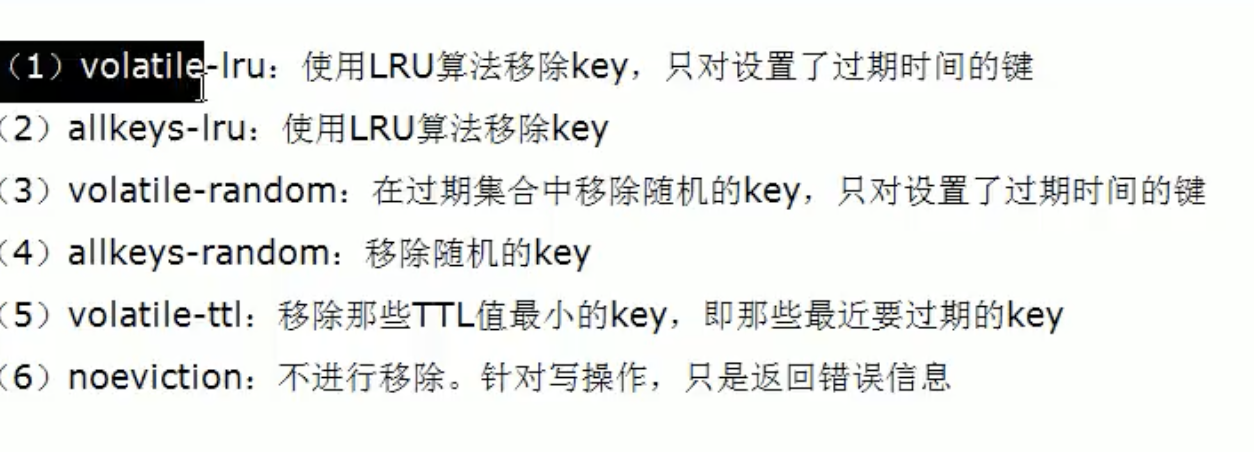 （1）volatile-lru：使用LRU算法移除key，只对设置了过期时间的键
（2）allkeys-lru：使用LRU算法移除key
（3）volatile-random：在过期集合中移除随机的key，只对设置了过期时间的键
（4）allkeys-random：移除随机的key
（5）volatile-ttl：移除那些TTL值最小的key，即那些最近要过期的key
（6）noeviction：不进行移除。针对写操作，只是返回错误信息